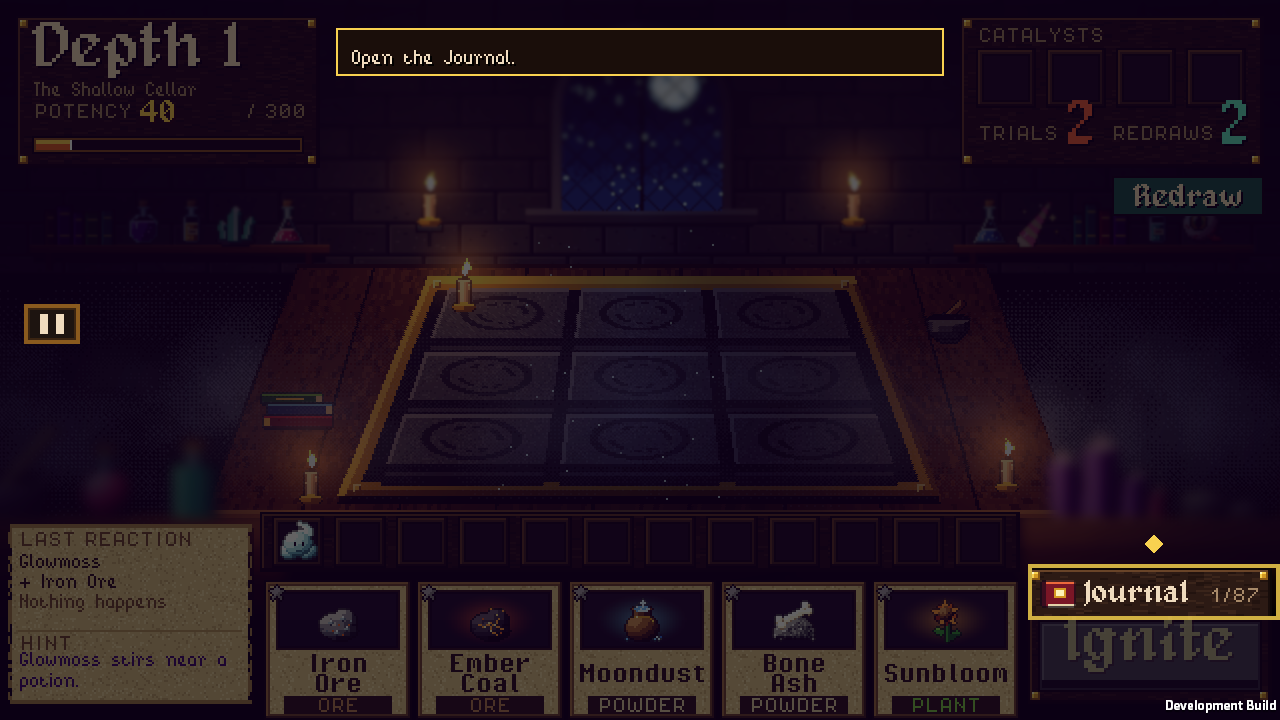 Depth 1
The Shallow Cellar
POTENCY 40 / 300
Open the Journal.
CATALYSTS
TRIALS 2 REDRAWS 2
Redraw
LAST REACTION
Glowmoss
+ Iron Ore
Nothing happens
HINT
Glowmoss stirs near a
potion.
Iron
Ore
ORE
Ember
Coal
ORE
Moondust
POWDER
Bone
Ash
POWDER
Sunbloom
PLANT
Journal 1/87
Ignite
Development Build